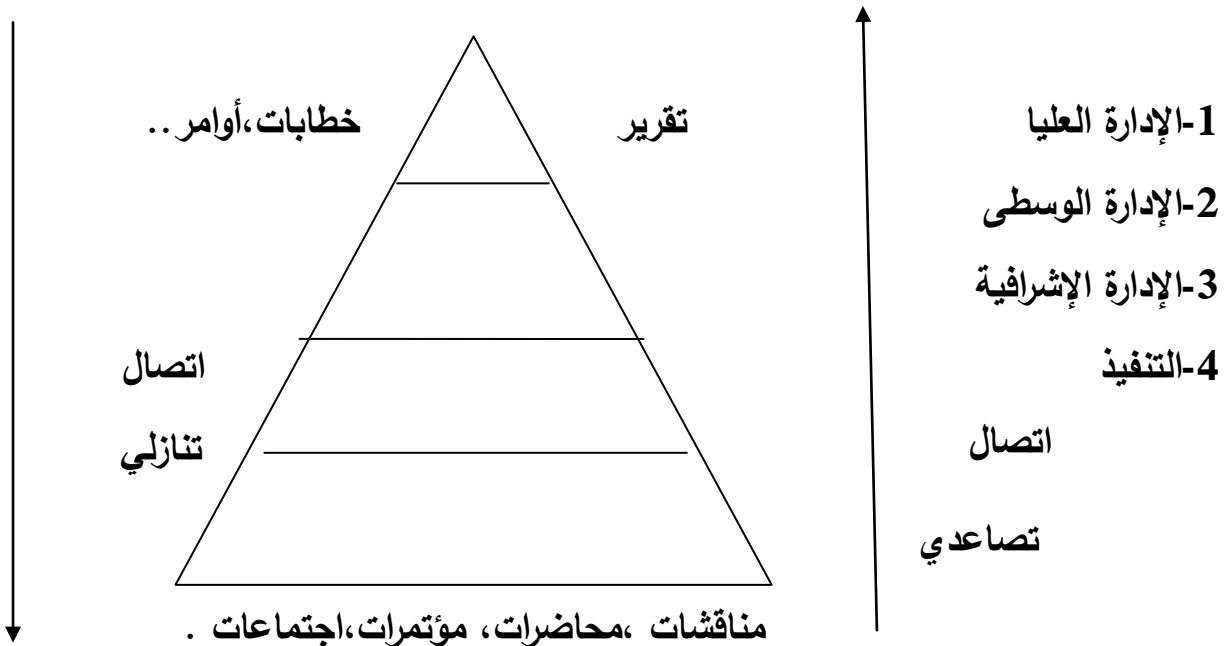 1-الإدارة العليا
تقرير
خطابات،أوامر..
2-الإدارة الوسطى
3-الإدارة الإشرافية
4-التنفيذ
اتصال
تصاعدي
اتصال
تنازلي
مناقشات ،محاضرات، مؤتمرات،اجتماعات .